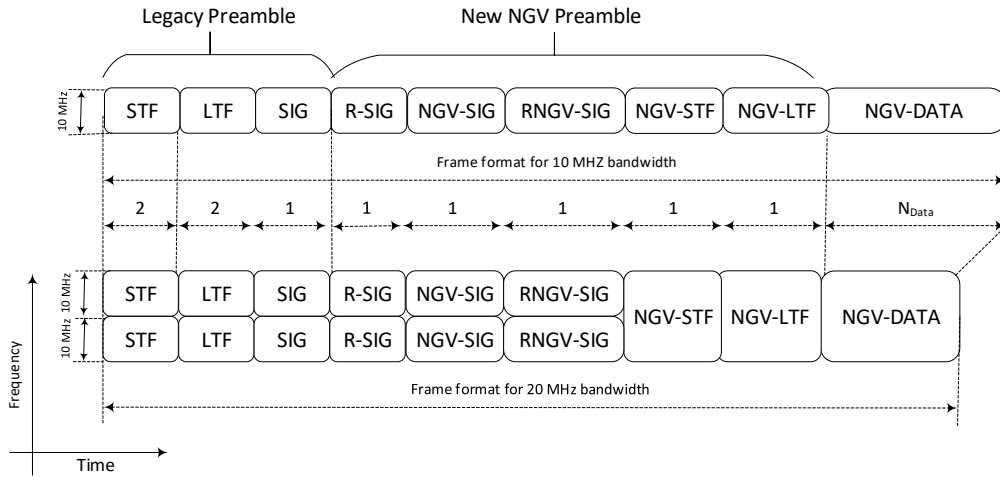 Legacy Preamble New NGV Preamble
10 MHz STF LTF SIG R-SIG NGV-SIG RNGV-SIG NGV-STF NGV-LTF NGV-DATA
Frame format for 10 MHZ bandwidth
2 2 1 1 1 1 1 1 NData
10 MHz STF LTF SIG R-SIG NGV-SIG RNGV-SIG
NGV-STF NGV-LTF NGV-DATA
10 MHz STF LTF SIG R-SIG NGV-SIG RNGV-SIG
Frame format for 20 MHz bandwidth
Frequency
Time